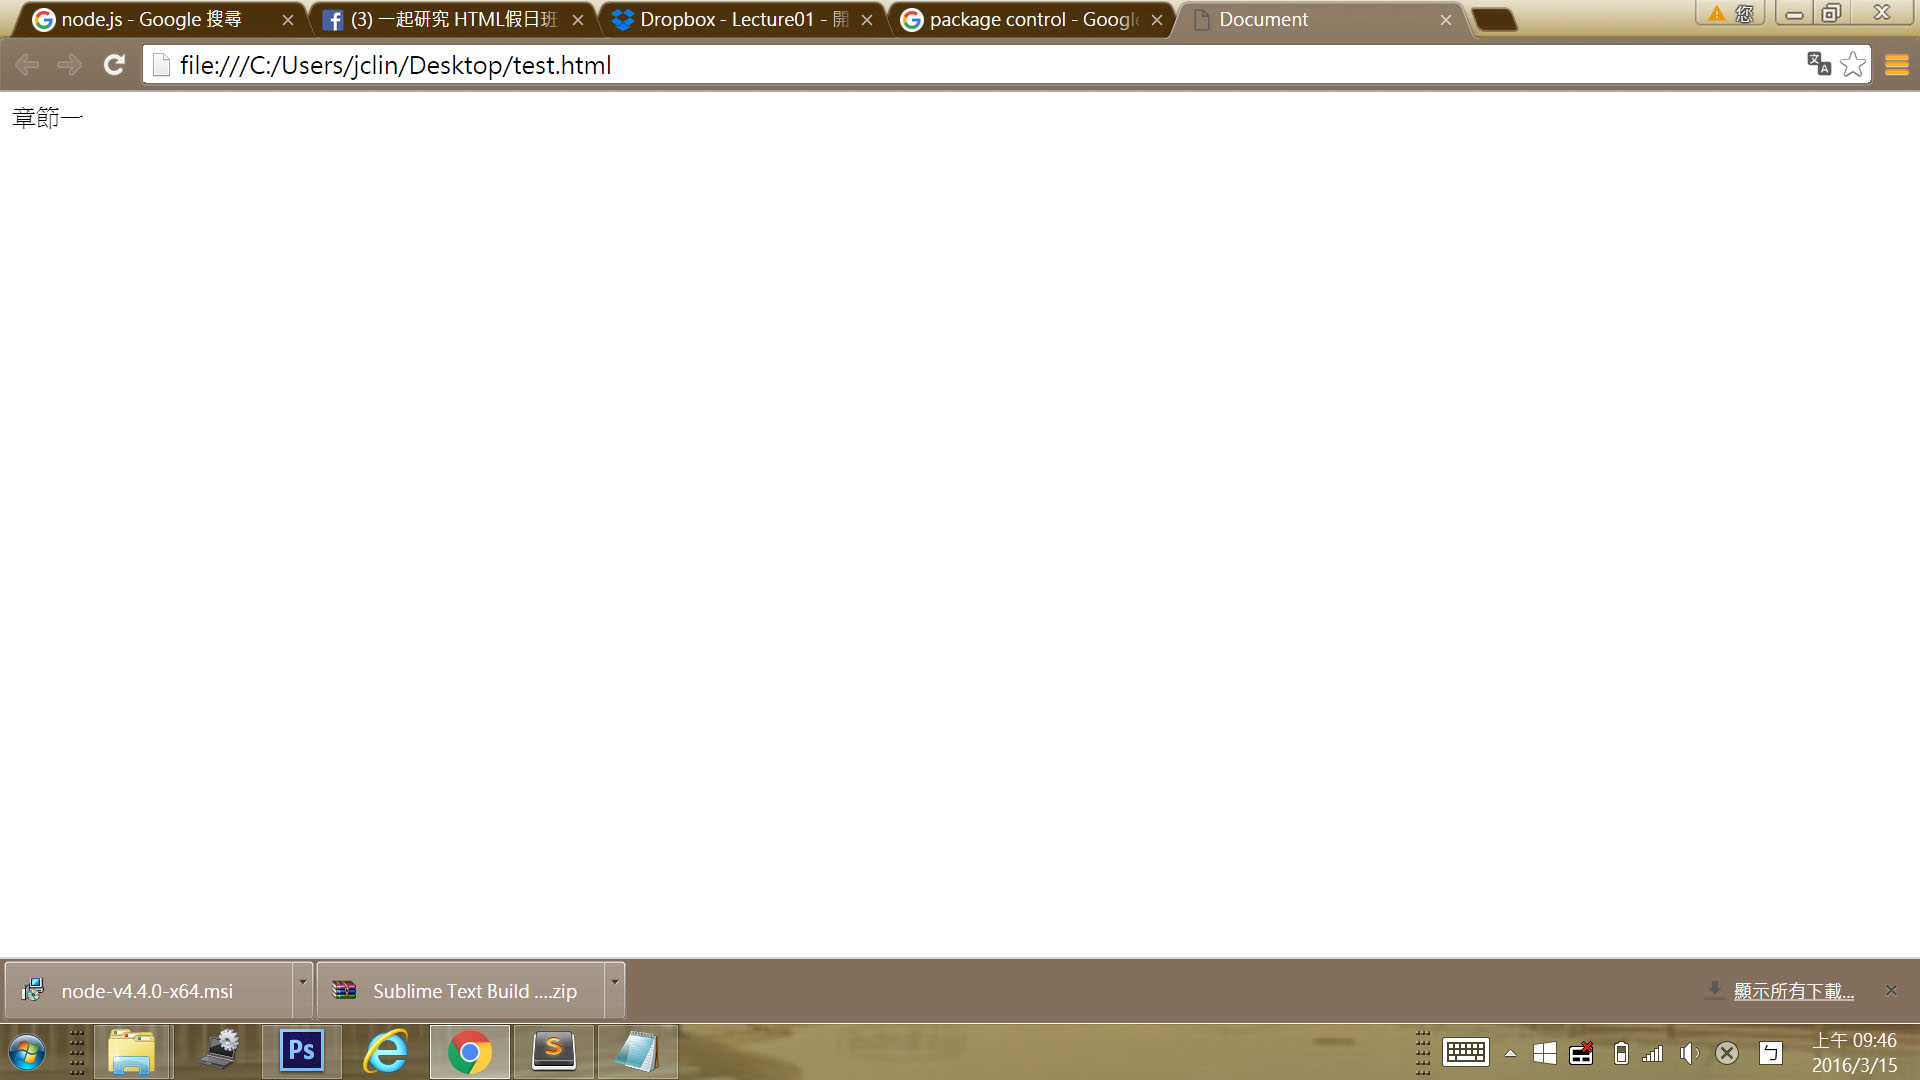 node.js - Google 搜尋
(3) 一起研究 HTML假日班
Dropbox - Lecture01 - 開
package control - Google
Document
您
file:///C:/Users/jclin/Desktop/test.html
章節一
node-v4.4.0-x64.msi
Sublime Text Build ....zip
顯示所有下載...
Ps
ㄅ
上午 09:46
2016/3/15